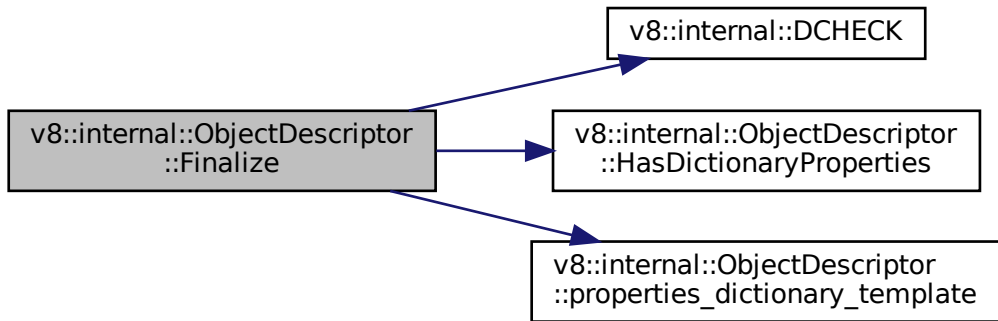 v8::internal::DCHECK
v8::internal::ObjectDescriptor
::Finalize
v8::internal::ObjectDescriptor
::HasDictionaryProperties
v8::internal::ObjectDescriptor
::properties_dictionary_template